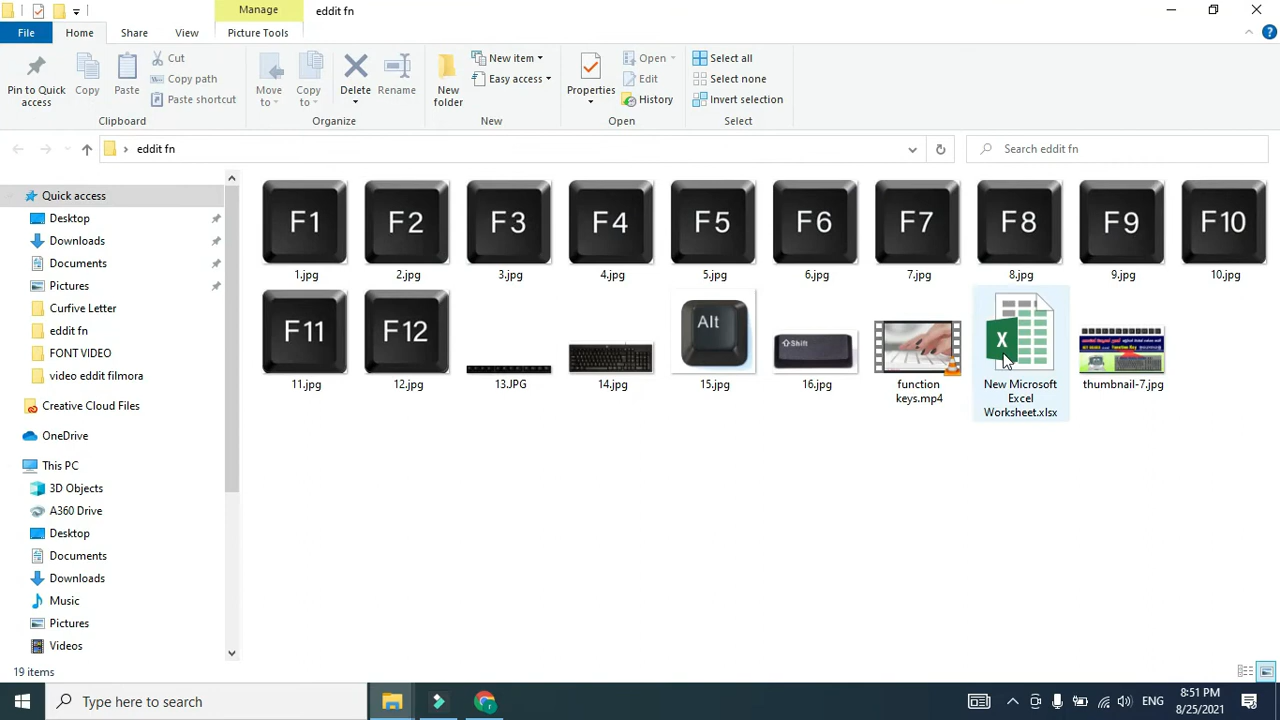 Manage
eddit fn
File
Home
Share
View
Picture Tools
Pin to Quick
access
Copy
Paste
Cut
Copy path
Paste shortcut
Clipboard
Move
to
Copy
to
Delete
Rename
Organize
New
folder
New item
Easy access
New
Properties
Open
Edit
History
Open
Select all
Select none
Invert selection
Select
eddit fn
Search eddit fn
Quick access
Desktop
Downloads
Documents
Pictures
Curfive Letter
eddit fn
FONT VIDEO
video eddit filmora
Creative Cloud Files
OneDrive
This PC
3D Objects
A360 Drive
Desktop
Documents
Downloads
Music
Pictures
Videos
F1 F2 F3 F4 F5 F6 F7 F8 F9 F10
1.jpg 2.jpg 3.jpg 4.jpg 5.jpg 6.jpg 7.jpg 8.jpg 9.jpg 10.jpg
F11 F12 Alt Shift X
11.jpg 12.jpg 13.JPG 14.jpg 15.jpg 16.jpg function New Microsoft thumbnail-7.jpg
keys.mp4 Excel
Worksheet.xlsx
19 items
Type here to search
ENG
8:51 PM
8/25/2021